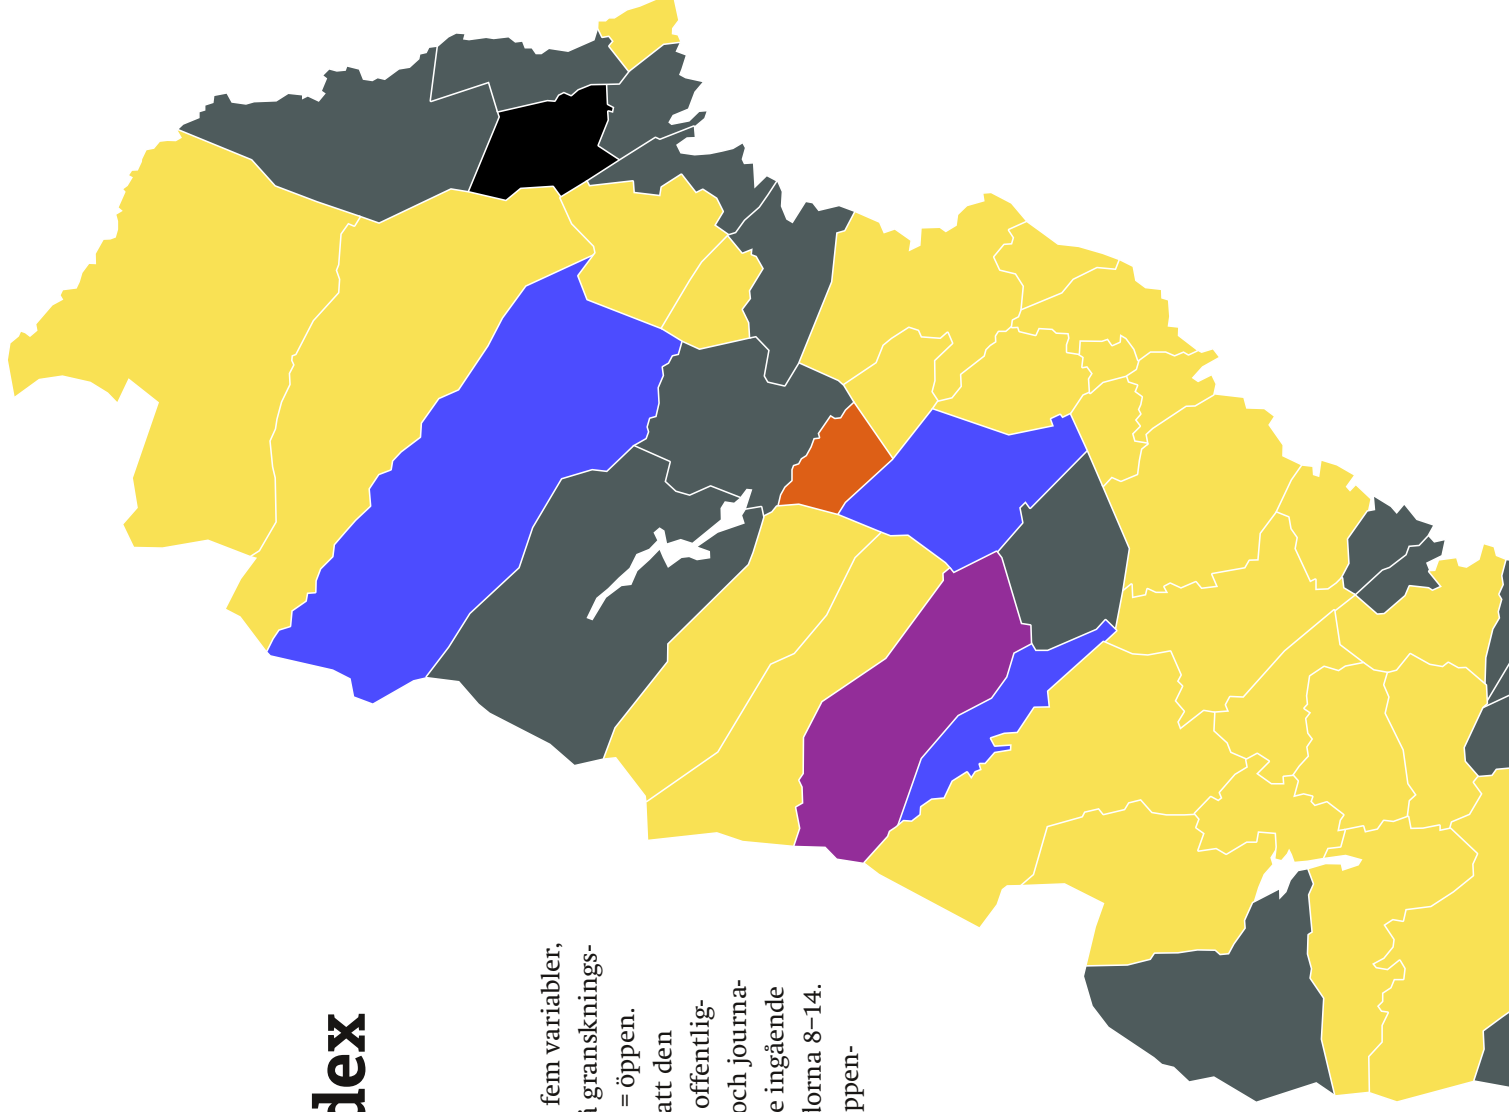 dex
fem variabler,
å gransknings-
= öppen.
att den
offentlig-
och journa-
e ingående
lorna 8–14.
ppen-